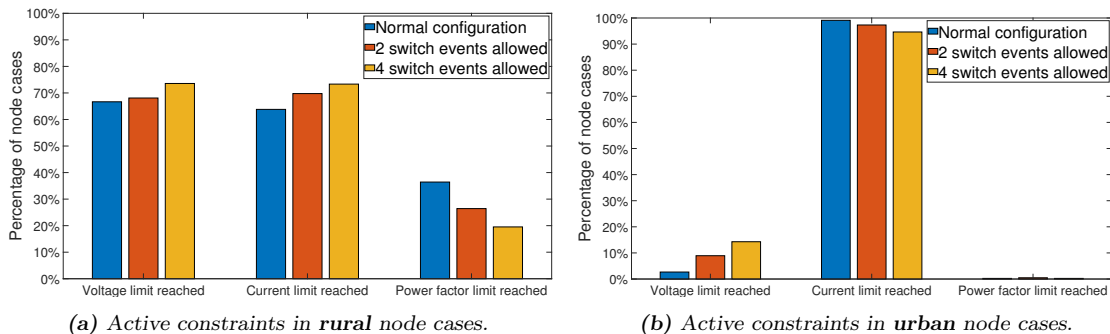 100%
90%
80%
70%
60%
50%
40%
30%
20%
10%
0%
Percentage of node cases
Normal configuration
2 switch events allowed
4 switch events allowed
Voltage limit reached
Current limit reached
Power factor limit reached
(a) Active constraints in rural node cases.
100%
90%
80%
70%
60%
50%
40%
30%
20%
10%
0%
Percentage of node cases
Normal configuration
2 switch events allowed
4 switch events allowed
Voltage limit reached
Current limit reached
Power factor limit reached
(b) Active constraints in urban node cases.